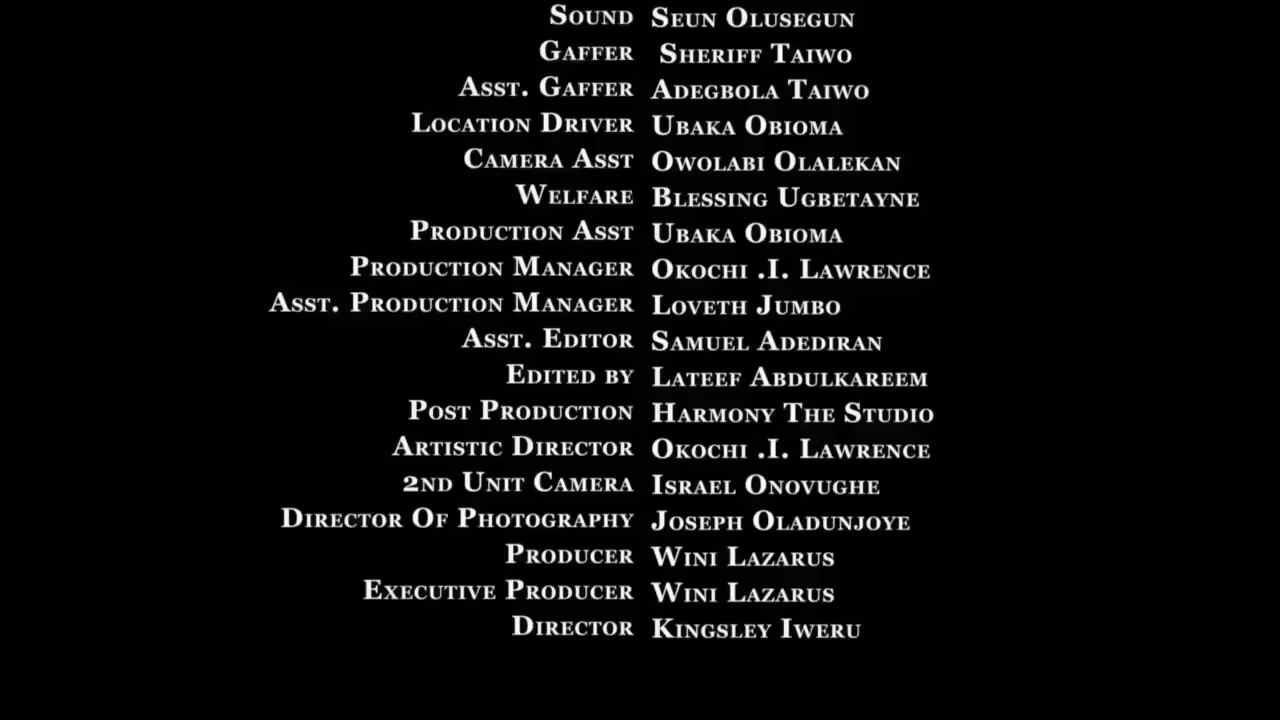 Sound Seun Olusegun
Gaffer Sheriff Taiwo
Asst. Gaffer Adegbola Taiwo
Location Driver Ubaka Obioma
Camera Asst Owolabi Olalekan
Welfare Blessing Ugbetayne
Production Asst Ubaka Obioma
Production Manager Okochi .I. Lawrence
Asst. Production Manager Loveth Jumbo
Asst. Editor Samuel Adediran
Edited by Lateef Abdulkareem
Post Production Harmony The Studio
Artistic Director Okochi .I. Lawrence
2nd Unit Camera Israel Onovughe
Director Of Photography Joseph Oladunjoye
Producer Wini Lazarus
Executive Producer Wini Lazarus
Director Kingsley Iweru